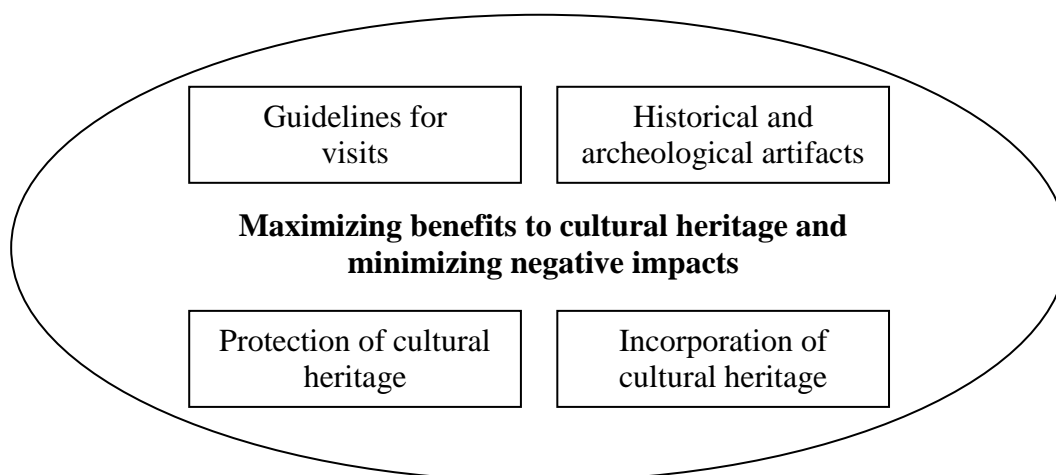 Guidelines for
visits
Historical and
archeological artifacts
Maximizing benefits to cultural heritage and
minimizing negative impacts
Protection of cultural
heritage
Incorporation of
cultural heritage